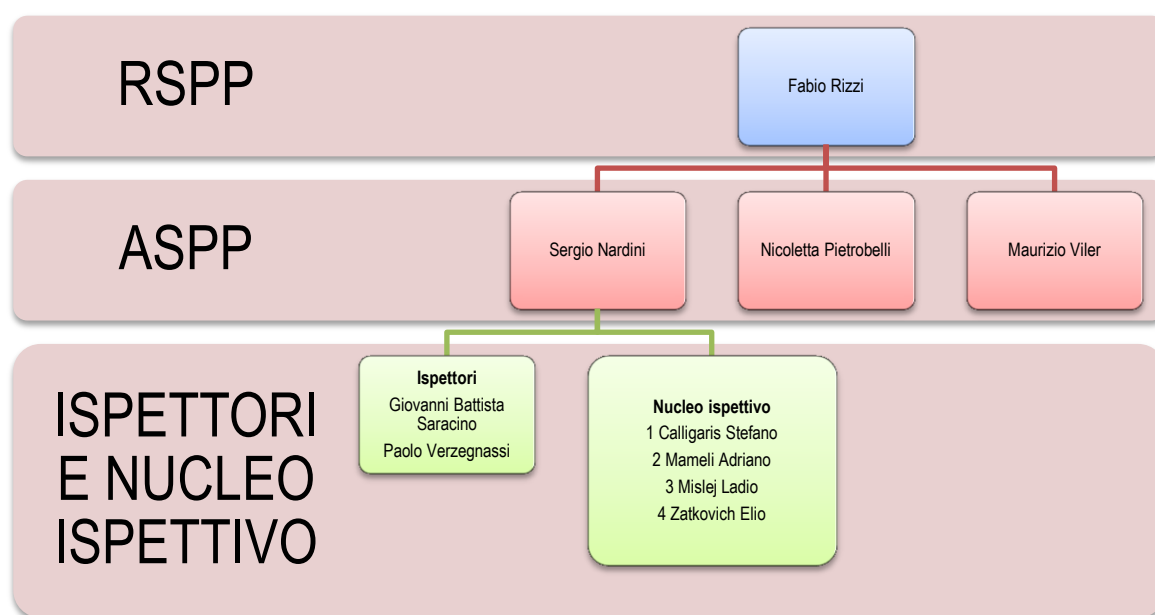 RSPP
Fabio Rizzi
ASPP
Sergio Nardini
Nicoletta Pietrobelli
Maurizio Viler
ISPETTORI
E NUCLEO
ISPETTIVO
Ispettori
Giovanni Battista
Saracino
Paolo Verzegnassi
Nucleo ispettivo
1 Calligaris Stefano
2 Mameli Adriano
3 Mislej Ladio
4 Zatkovich Elio